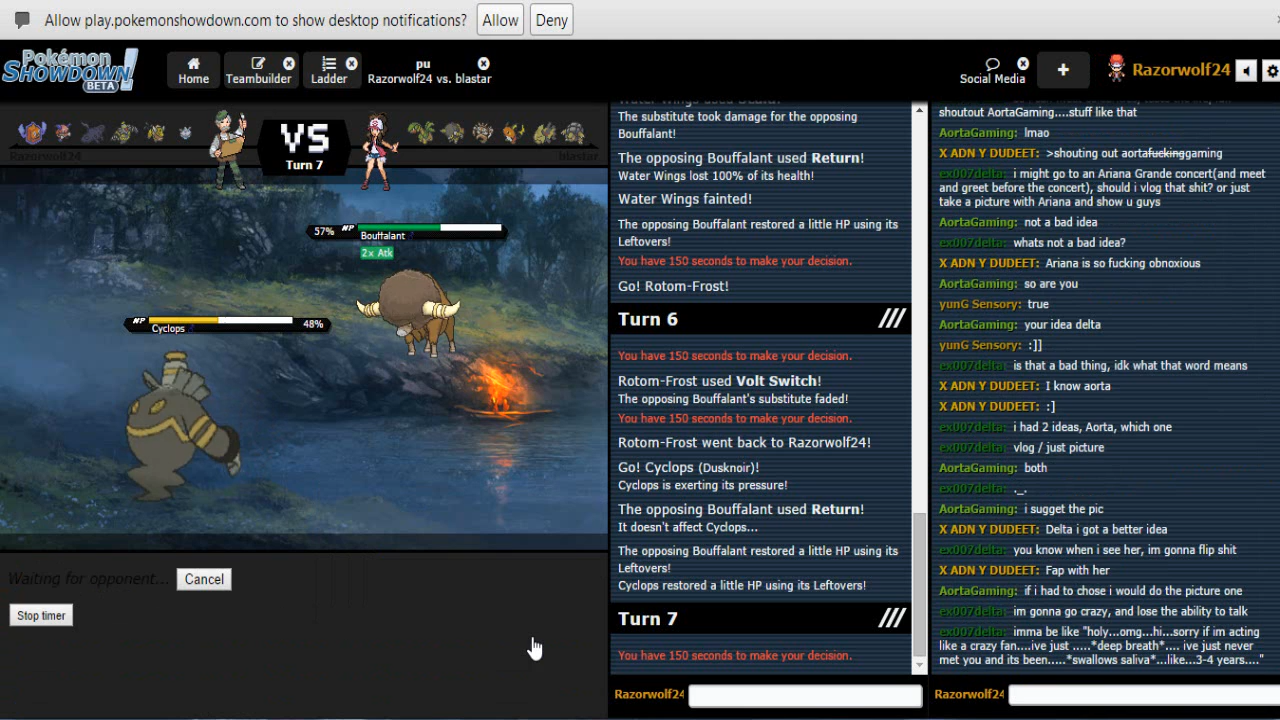 Allow play.pokemonshowdown.com to show desktop notifications?
Allow
Deny
Pokémon
SHOWDOWN!
BETA
Home
Teambuilder
Ladder
pu
Razorwolf24 vs. blastar
Social Media
+
Razorwolf24
Razorwolf24
VS
Turn 7
blastar
57%
Bouffalant
2× Atk
Cyclops
48%
Waiting for opponent...
Cancel
Stop timer
The substitute took damage for the opposing
Bouffalant!
The opposing Bouffalant used Return!
Water Wings lost 100% of its health!
Water Wings fainted!
The opposing Bouffalant restored a little HP using its
Leftovers!
You have 150 seconds to make your decision.
Go! Rotom-Frost!
Turn 6
You have 150 seconds to make your decision.
Rotom-Frost used Volt Switch!
The opposing Bouffalant's substitute faded!
You have 150 seconds to make your decision.
Rotom-Frost went back to Razorwolf24!
Go! Cyclops (Dusknoir)!
Cyclops is exerting its pressure!
The opposing Bouffalant used Return!
It doesn't affect Cyclops...
The opposing Bouffalant restored a little HP using its
Leftovers!
Cyclops restored a little HP using its Leftovers!
Turn 7
You have 150 seconds to make your decision.
Razorwolf24
shoutout AortaGaming....stuff like that
AortaGaming: lmao
X ADN Y DUDEET: >shouting out aortafuckinggaming
ex007delta: i might go to an Ariana Grande concert(and meet
and greet before the concert), should i vlog that shit? or just
take a picture with Ariana and show u guys
AortaGaming: not a bad idea
ex007delta: whats not a bad idea?
X ADN Y DUDEET: Ariana is so fucking obnoxious
AortaGaming: so are you
yunG Sensory: true
AortaGaming: your idea delta
yunG Sensory: :]]
ex007delta: is that a bad thing, idk what that word means
X ADN Y DUDEET: I know aorta
X ADN Y DUDEET: :]
ex007delta: i had 2 ideas, Aorta, which one
ex007delta: vlog / just picture
AortaGaming: both
ex007delta: ._.
AortaGaming: i sugget the pic
X ADN Y DUDEET: Delta i got a better idea
ex007delta: you know when i see her, im gonna flip shit
X ADN Y DUDEET: Fap with her
AortaGaming: if i had to chose i would do the picture one
ex007delta: im gonna go crazy, and lose the ability to talk
ex007delta: imma be like "holy...omg...hi...sorry if im acting
like a crazy fan....ive just .....*deep breath*.... ive just never
met you and its been.....*swallows saliva*...like...3-4 years...."
Razorwolf24